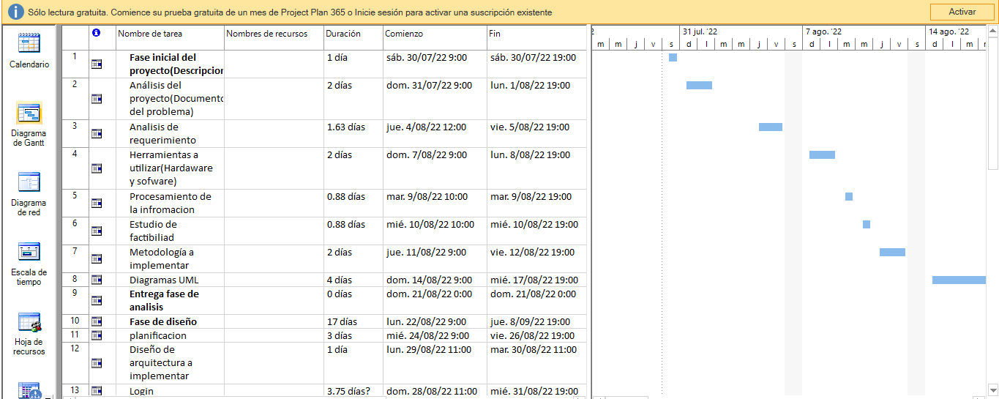 Sólo lectura gratuita. Comience su prueba gratuita de un mes de Project Plan 365 o Inicie sesión para activar una suscripción existente
Activar
Calendario
Diagrama
de Gantt
Diagrama
de red
Escala de
tiempo
Hoja de
recursos
Nombre de tarea Nombres de recursos Duración Comienzo Fin
1 Fase inicial del 1 día sáb. 30/07/22 9:00 sáb. 30/07/22 19:00
proyecto(Descripcion
2 Análisis del 2 días dom. 31/07/22 9:00 lun. 1/08/22 19:00
proyecto(Documento
del problema)
3 Analisis de 1.63 días jue. 4/08/22 12:00 vie. 5/08/22 19:00
requerimiento
4 Herramientas a 2 días dom. 7/08/22 9:00 lun. 8/08/22 19:00
utilizar(Hardaware
y sofware)
5 Procesamiento de 0.88 días mar. 9/08/22 10:00 mar. 9/08/22 19:00
la infromacion
6 Estudio de 0.88 días mié. 10/08/22 10:00 mié. 10/08/22 19:00
factibiliad
7 Metodología a 2 días jue. 11/08/22 9:00 vie. 12/08/22 19:00
implementar
8 Diagramas UML 4 días dom. 14/08/22 9:00 mié. 17/08/22 19:00
9 Entrega fase de 0 días dom. 21/08/22 0:00 dom. 21/08/22 0:00
analisis
10 Fase de diseño 17 días lun. 22/08/22 9:00 jue. 8/09/22 19:00
11 planificacion 3 días mié. 24/08/22 9:00 vie. 26/08/22 19:00
12 Diseño de 1 día lun. 29/08/22 11:00 mar. 30/08/22 11:00
arquitectura a
implementar
13 Login 3.75 días? dom. 28/08/22 11:00 mié. 31/08/22 19:00
2 31 jul. '22 7 ago. '22 14 ago. '22
m m j v s d l m m j v s d l m m j v s d l m